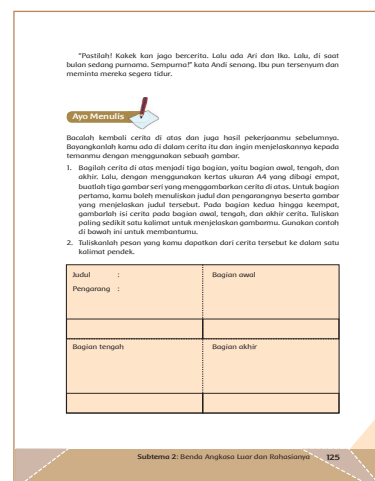 "Pastilah! Kakek kan jago bercerita. Lalu ada Ari dan Ika. Lalu, di saat
bulan sedang purnama. Sempurna!" kata Andi senang. Ibu pun tersenyum dan
meminta mereka segera tidur.
Ayo Menulis
Bacalah kembali cerita di atas dan juga hasil pekerjaanmu sebelumnya.
Bayangkanlah kamu ada di dalam cerita itu dan ingin menjelaskannya kepada
temanmu dengan menggunakan sebuah gambar.
1. Bagilah cerita di atas menjadi tiga bagian, yaitu bagian awal, tengah, dan
akhir. Lalu, dengan menggunakan kertas ukuran A4 yang dibagi empat,
buatlah tiga gambar seri yang menggambarkan cerita di atas. Untuk bagian
pertama, kamu boleh menuliskan judul dan pengarangnya beserta gambar
yang menjelaskan judul tersebut. Pada bagian kedua hingga keempat,
gambarlah isi cerita pada bagian awal, tengah, dan akhir cerita. Tuliskan
paling sedikit satu kalimat untuk menjelaskan gambarmu. Gunakan contoh
di bawah ini untuk membantumu.
2. Tuliskanlah pesan yang kamu dapatkan dari cerita tersebut ke dalam satu
kalimat pendek.
Judul :
Pengarang :
Bagian awal
Bagian tengah
Bagian akhir
Subtema 2: Benda Angkasa Luar dan Rahasianya 125